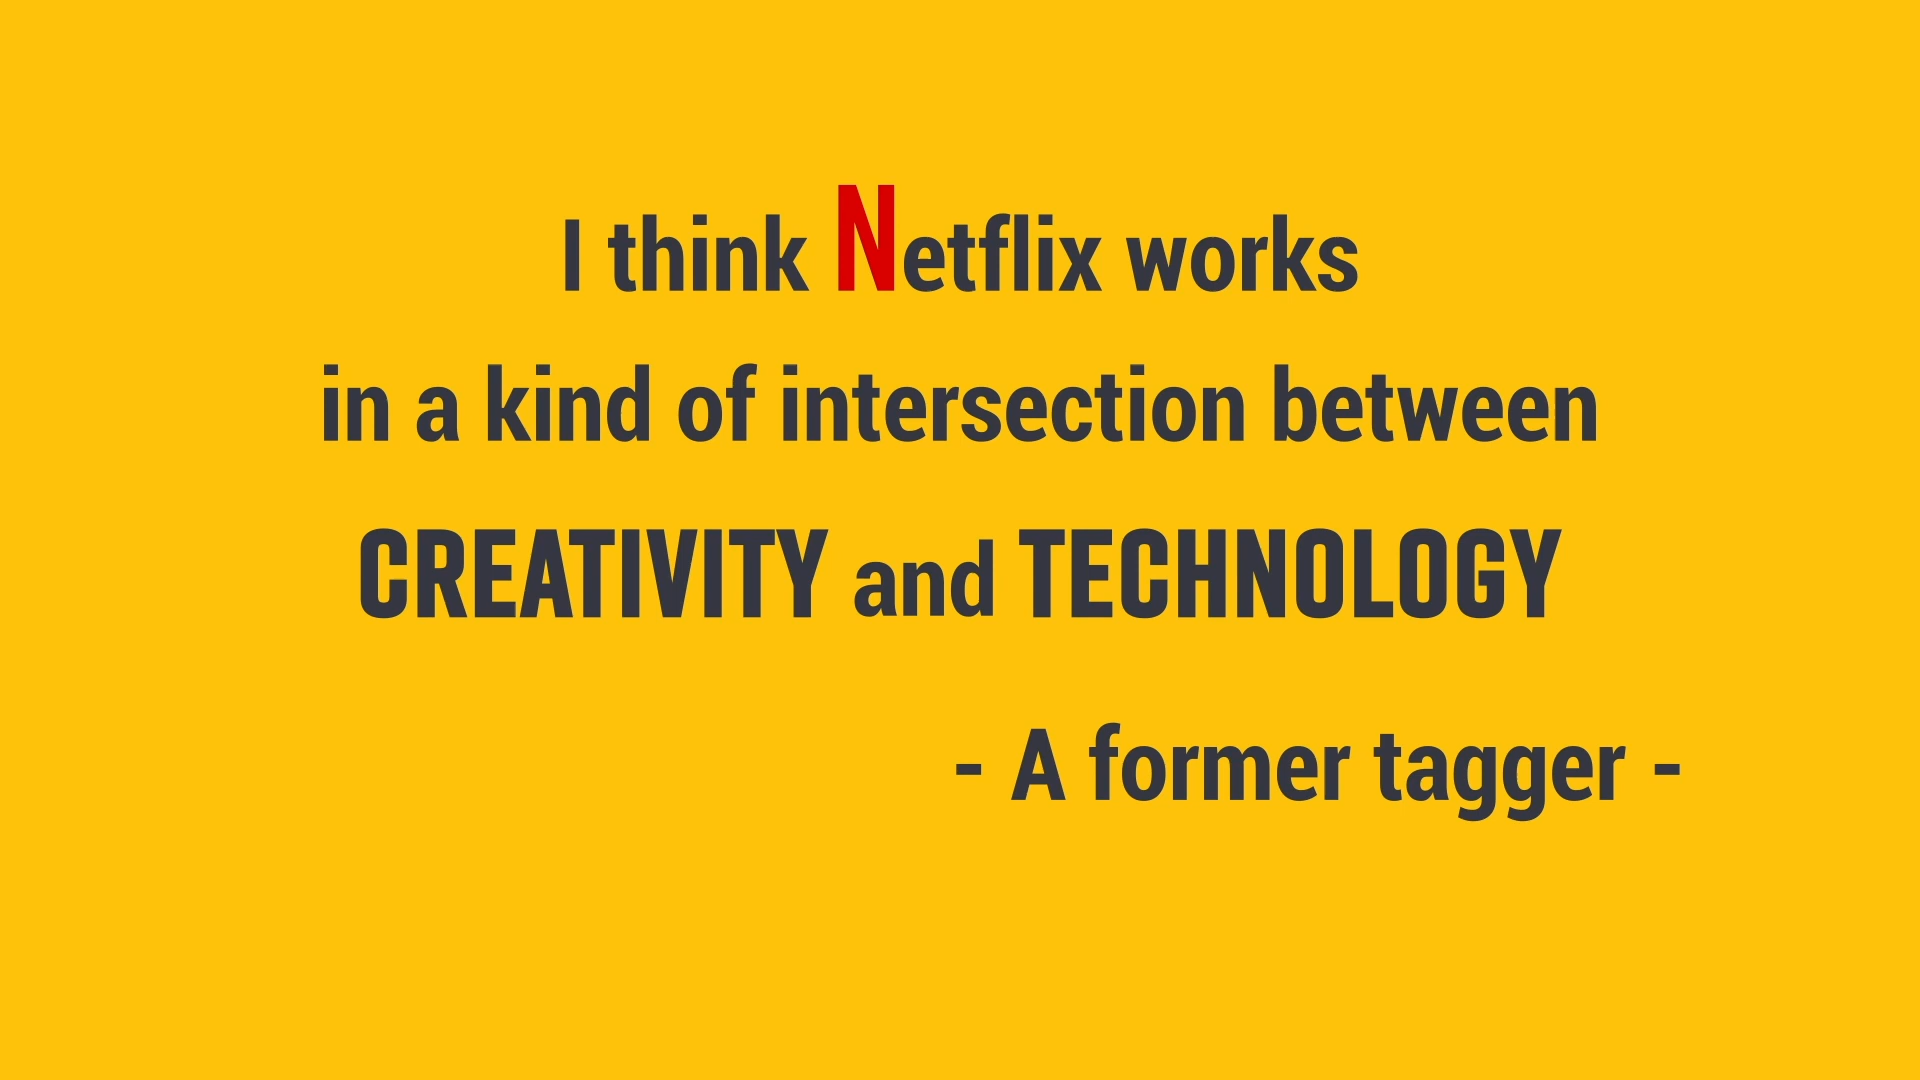 I think Netflix works
in a kind of intersection between
CREATIVITY and TECHNOLOGY
- A former tagger -